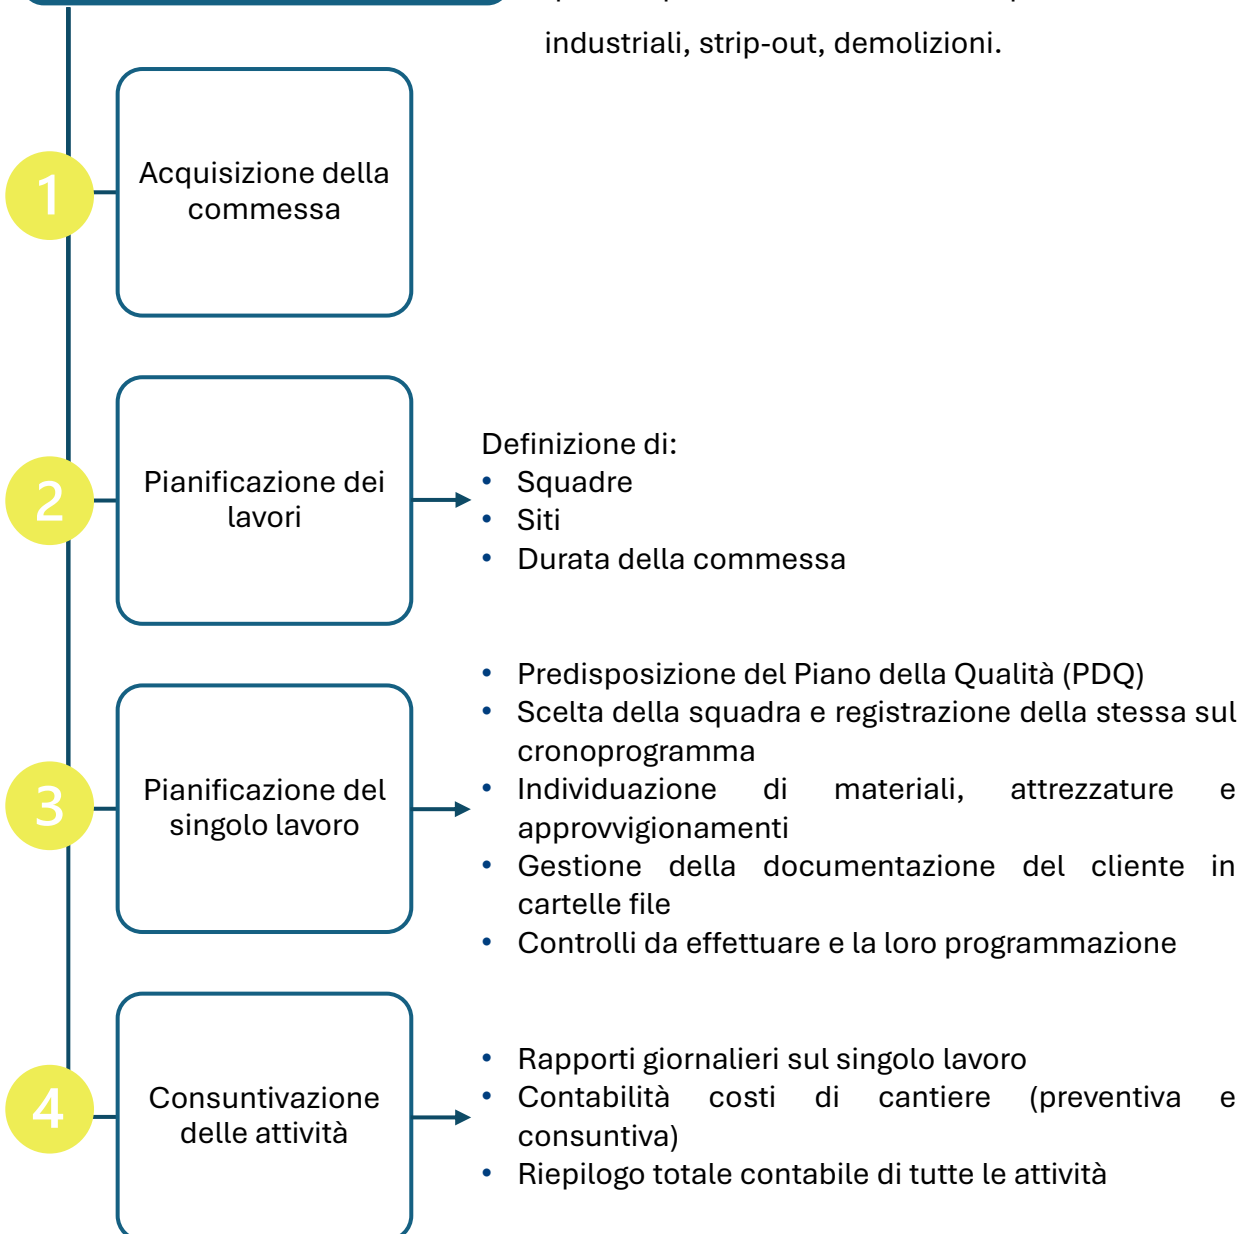 industriali, strip-out, demolizioni.
1
Acquisizione della
commessa
2
Pianificazione dei
lavori
Definizione di:
• Squadre
• Siti
• Durata della commessa
3
Pianificazione del
singolo lavoro
• Predisposizione del Piano della Qualità (PDQ)
• Scelta della squadra e registrazione della stessa sul
cronoprogramma
• Individuazione di materiali, attrezzature e
approvvigionamenti
• Gestione della documentazione del cliente in
cartelle file
• Controlli da effettuare e la loro programmazione
4
Consuntivazione
delle attività
• Rapporti giornalieri sul singolo lavoro
• Contabilità costi di cantiere (preventiva e
consuntiva)
• Riepilogo totale contabile di tutte le attività